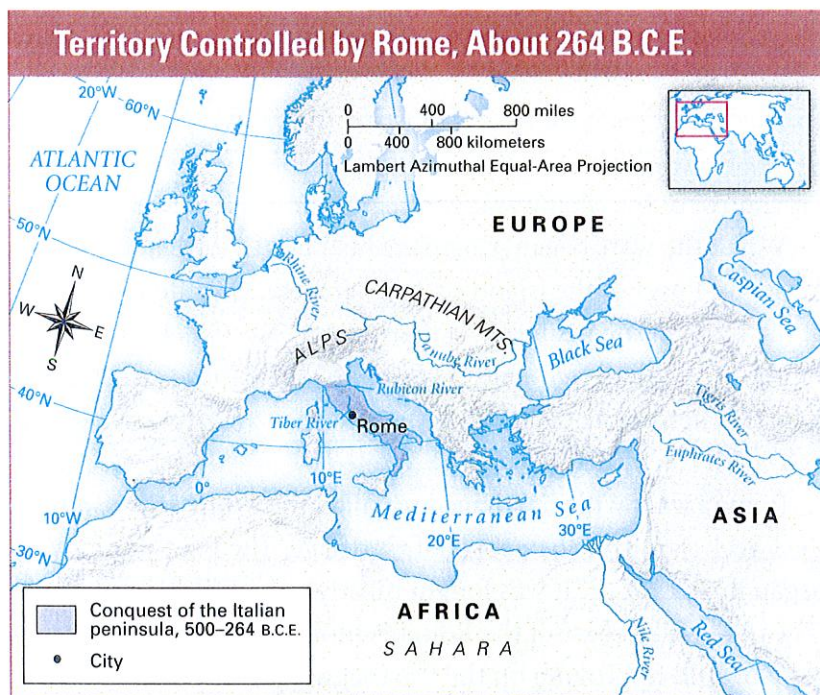 Territory Controlled by Rome, About 264 B.C.E.
20°W
60°N
0 400 800 miles
0 400 800 kilometers
Lambert Azimuthal Equal-Area Projection
ATLANTIC
OCEAN
50°N
EUROPE
Rhine River
Caspian Sea
N
W
E
S
CARPATHIAN MTS.
ALPS
Danube River
Black Sea
40°N
Rubicon River
Tigris River
Tiber River
Rome
Euphrates River
0°
10°E
Mediterranean Sea
10°W
20°E
30°E
ASIA
30°N
Conquest of the Italian
peninsula, 500–264 B.C.E.
City
AFRICA
SAHARA
Nile River
Red Sea